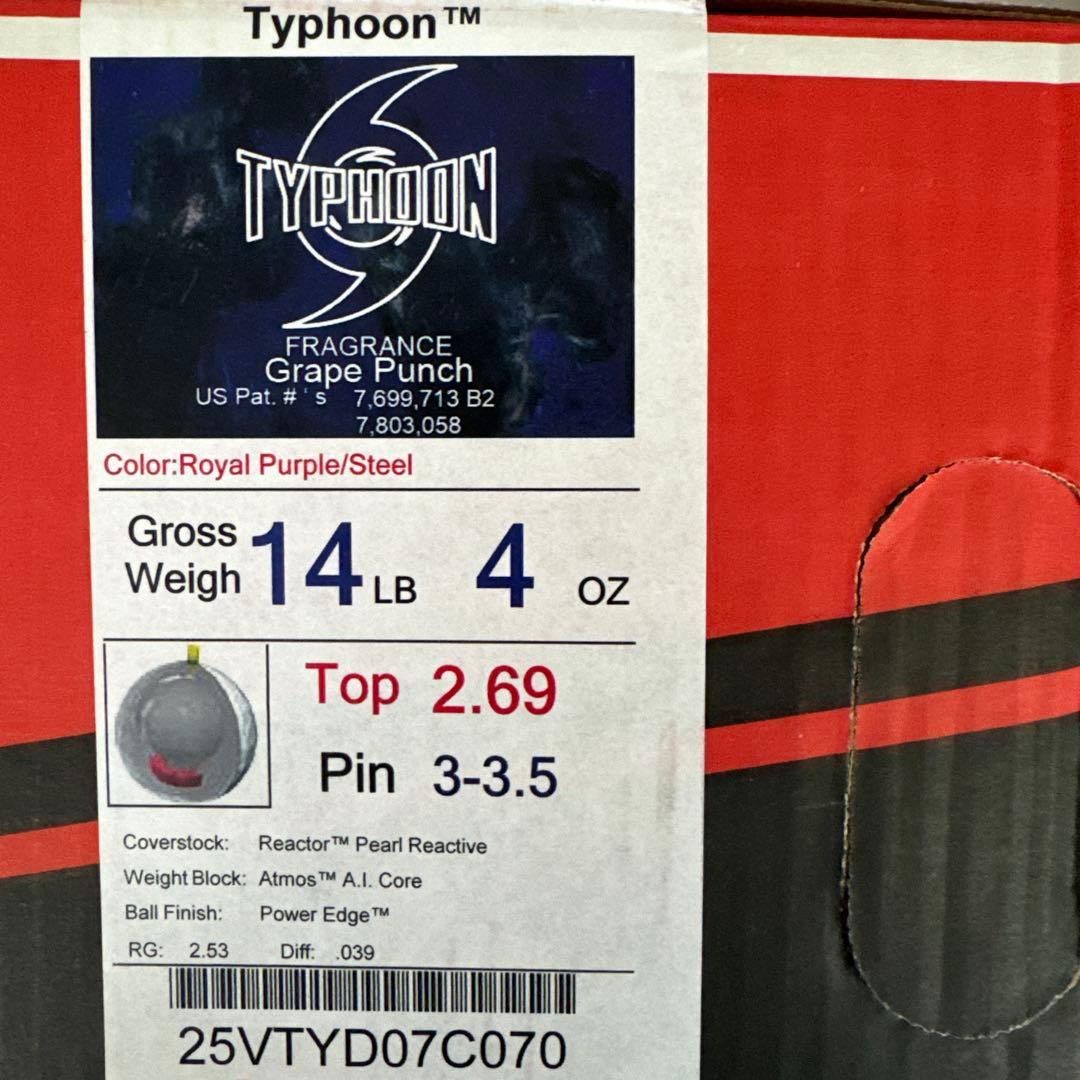 Typhoon™
TYPHOON
FRAGRANCE
Grape Punch
US Pat. # ' s 7,699,713 B2
7,803,058
Color:Royal Purple/Steel
Gross Weigh 14 LB 4 OZ
Top 2.69
Pin 3-3.5
Coverstock: Reactor™ Pearl Reactive
Weight Block: Atmos™ A.I. Core
Ball Finish: Power Edge™
RG: 2.53 Diff: .039
25VTYD07C070